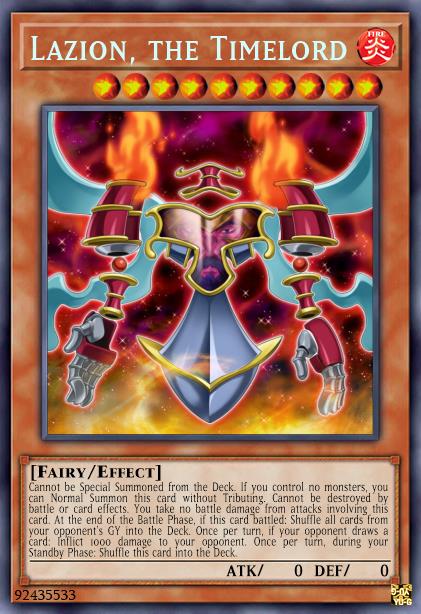 Lazion, the Timelord
FIRE
炎
[Fairy/Effect]
Cannot be Special Summoned from the Deck. If you control no monsters, you
can Normal Summon this card without Tributing. Cannot be destroyed by
battle or card effects. You take no battle damage from attacks involving this
card. At the end of the Battle Phase, if this card battled: Shuffle all cards from
your opponent's GY into the Deck. Once per turn, if your opponent draws a
card: Inflict 1000 damage to your opponent. Once per turn, during your
Standby Phase: Shuffle this card into the Deck.
ATK/ 0 DEF/ 0
92435533